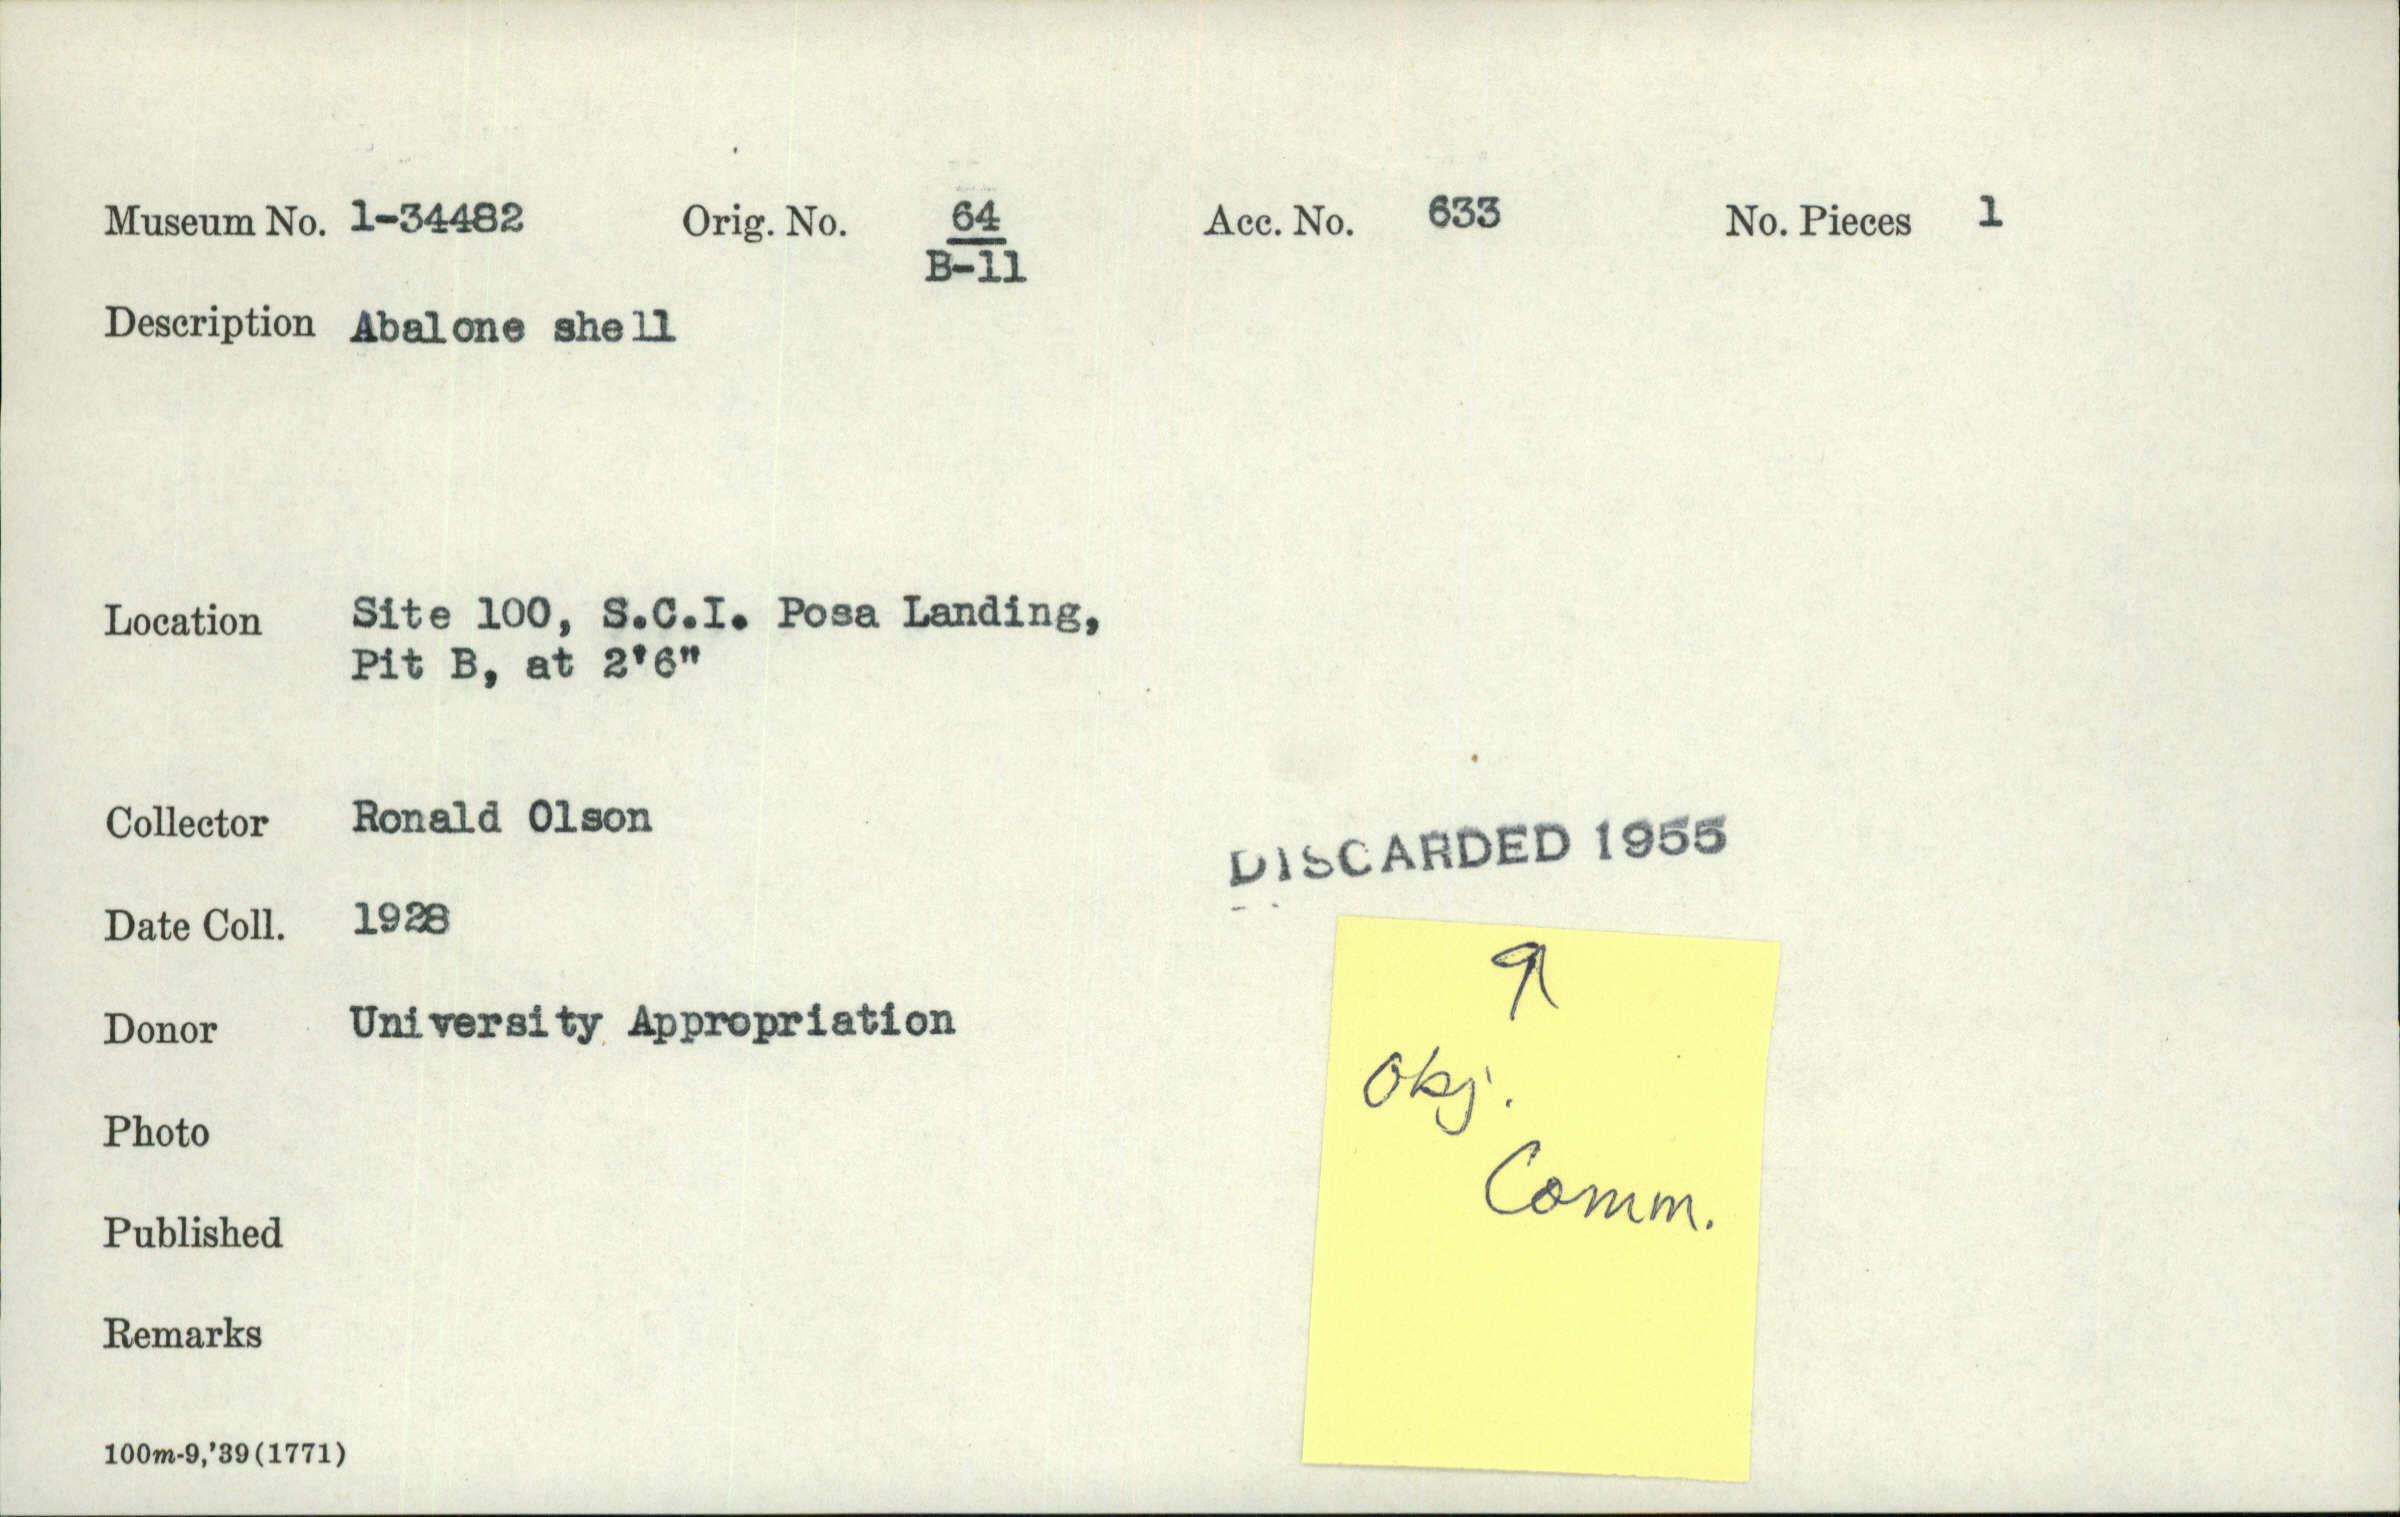 Museum No. 1-34482 Orig. No. 64 Acc. No. 633 No. Pieces 1
B-11
Description Abalone shell
Location Site 100, S.C.I. Posa Landing,
Pit B, at 2'6"
Collector Ronald Olson
DISCARDED 1955
Date Coll. 1928
Donor University Appropriation
Obj.
Comm.
Photo
Published
Remarks
100m-9,'39(1771)